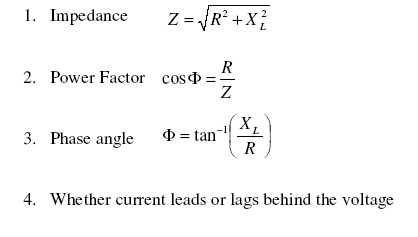 1. Impedance Z = √(R² + X_L²)
2. Power Factor cosΦ = R/Z
3. Phase angle Φ = tan⁻¹(X_L/R)
4. Whether current leads or lags behind the voltage